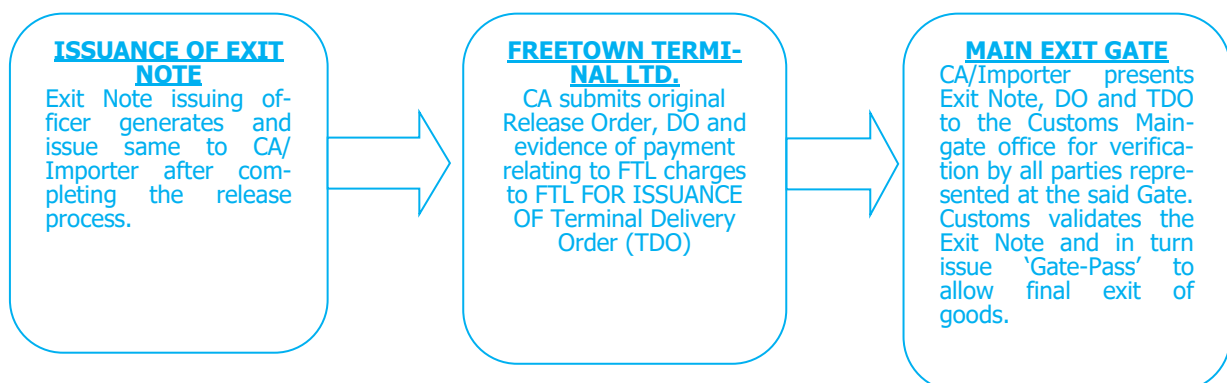 ISSUANCE OF EXIT
NOTE
Exit Note issuing of-
ficer generates and
issue same to CA/
Importer after com-
pleting the release
process.
FREETOWN TERMI-
NAL LTD.
CA submits original
Release Order, DO and
evidence of payment
relating to FTL charges
to FTL FOR ISSUANCE
OF Terminal Delivery
Order (TDO)
MAIN EXIT GATE
CA/Importer presents
Exit Note, DO and TDO
to the Customs Main-
gate office for verifica-
tion by all parties repre-
sented at the said Gate.
Customs validates the
Exit Note and in turn
issue ‘Gate-Pass’ to
allow final exit of
goods.